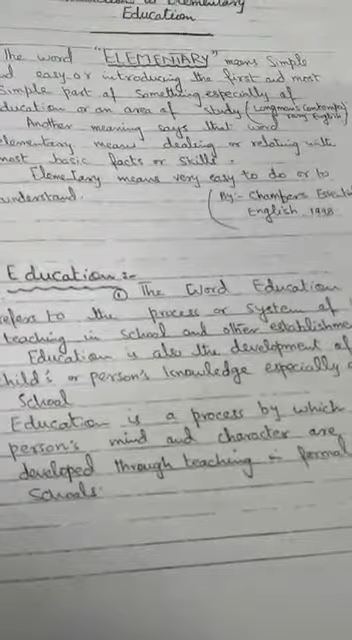 to Elementary
Education
The word "ELEMENTARY" means simple
and easy or introducing the first and most
simple part of something especially of
education or an area of study (Longman's Contempo
rary English)
Another meaning says that word
elementary means dealing or relating with
most basic facts or skills.
Elementary means very easy to do or to
understand. (By:- Chambers Essential
English 1998
Education :-
① The Word Education
refers to the process or system of
teaching in school and other establishme
Education is also the development of
child's or person's knowledge especially
School
Education is a process by which
person's mind and character are
developed through teaching in formal
Schools.